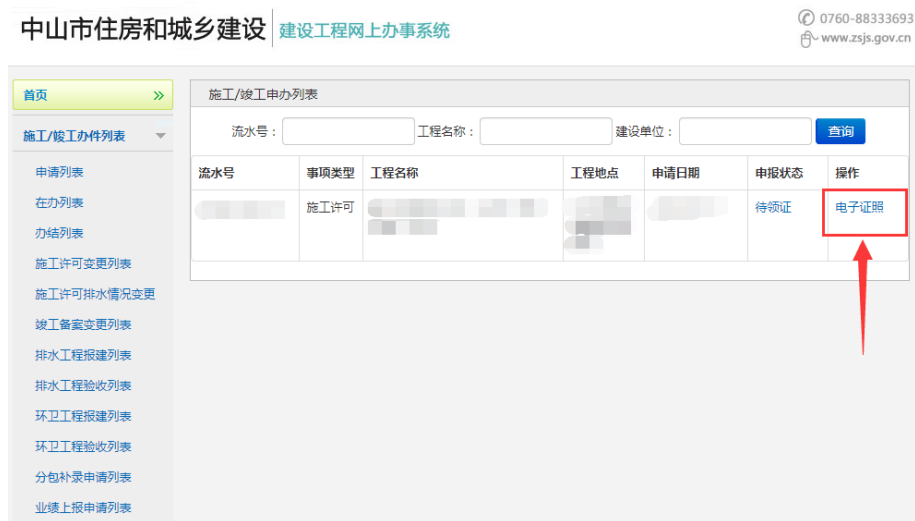 中山市住房和城乡建设 建设工程网上办事系统
0760-88333693
www.zsjs.gov.cn
首页
施工/竣工办件列表
申请列表
在办列表
办结列表
施工许可变更列表
施工许可排水情况变更
竣工备案变更列表
排水工程报建列表
排水工程验收列表
环卫工程报建列表
环卫工程验收列表
分包补录申请列表
业绩上报申请列表
施工/竣工申办列表
流水号： 工程名称： 建设单位： 查询
流水号 事项类型 工程名称 工程地点 申请日期 申报状态 操作
施工许可 待领证 电子证照